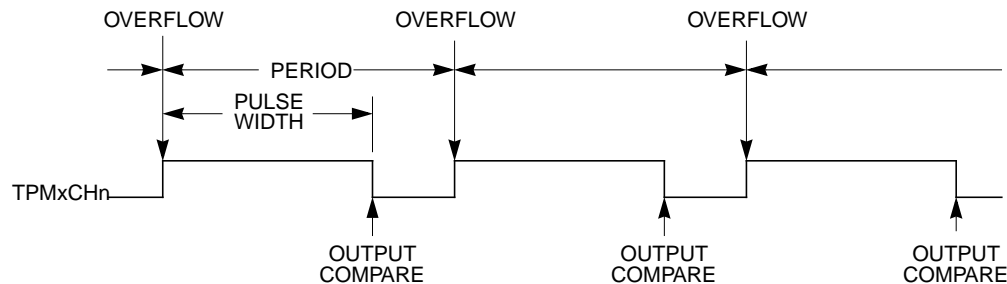 OVERFLOW OVERFLOW OVERFLOW
PERIOD
PULSE
WIDTH
TPMxCHn
OUTPUT
COMPARE
OUTPUT
COMPARE
OUTPUT
COMPARE